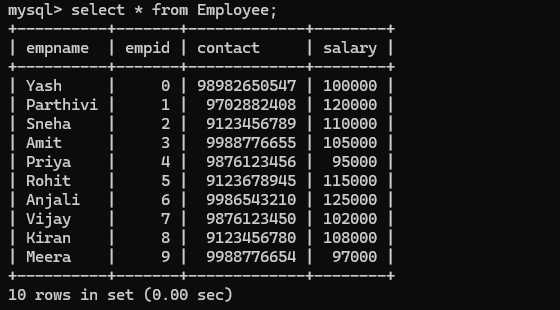 mysql> select * from Employee;
+----------+-------+-------------+--------+
| empname  | empid | contact     | salary |
+----------+-------+-------------+--------+
| Yash     |     0 | 98982650547 | 100000 |
| Parthivi |     1 |  9702882408 | 120000 |
| Sneha    |     2 |  9123456789 | 110000 |
| Amit     |     3 |  9988776655 | 105000 |
| Priya    |     4 |  9876123456 |  95000 |
| Rohit    |     5 |  9123678945 | 115000 |
| Anjali   |     6 |  9986543210 | 125000 |
| Vijay    |     7 |  9876123450 | 102000 |
| Kiran    |     8 |  9123456780 | 108000 |
| Meera    |     9 |  9988776654 |  97000 |
+----------+-------+-------------+--------+
10 rows in set (0.00 sec)